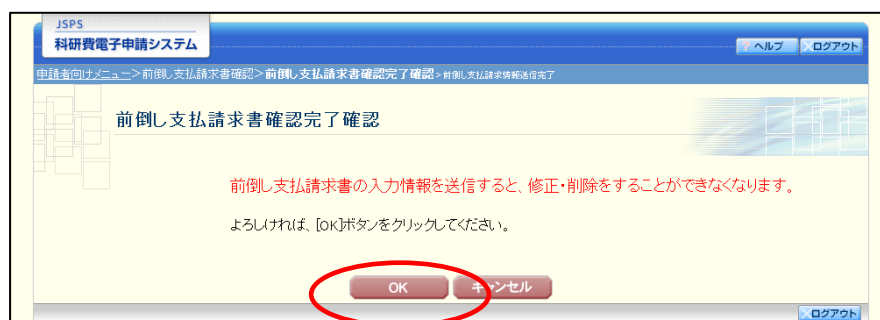 JSPS
科研費電子申請システム
ヘルプ
ログアウト
申請者向けメニュー>前倒し支払請求書確認>前倒し支払請求書確認完了確認>前倒し支払請求情報送信完了
前倒し支払請求書確認完了確認
前倒し支払請求書の入力情報を送信すると、修正・削除をすることができなくなります。
よろしければ、[OK]ボタンをクリックしてください。
OK
キャンセル
ログアウト